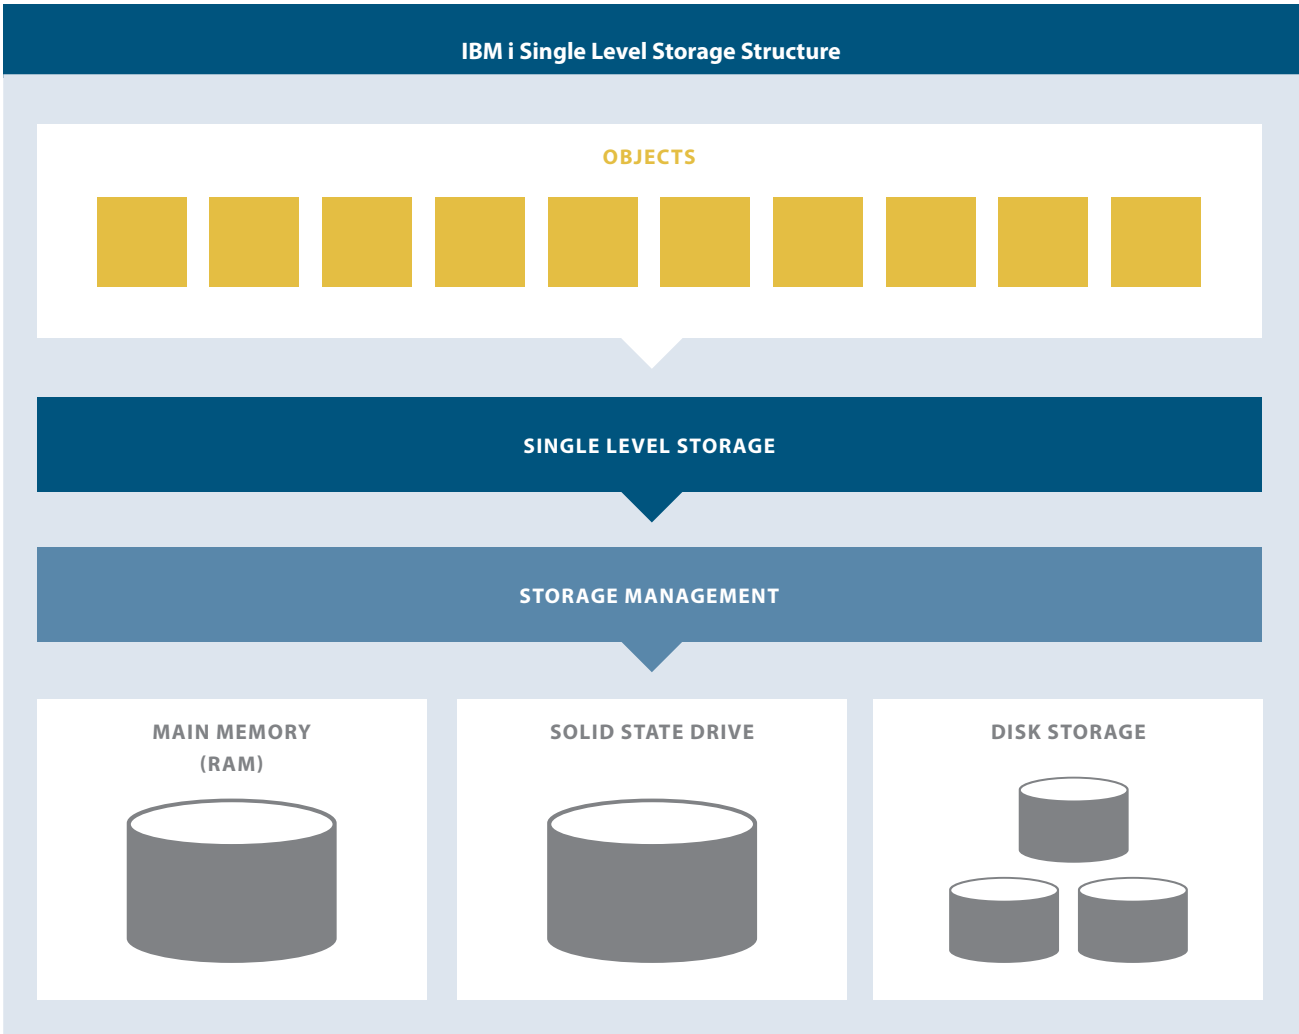 IBM i Single Level Storage Structure
OBJECTS
SINGLE LEVEL STORAGE
STORAGE MANAGEMENT
MAIN MEMORY
(RAM)
SOLID STATE DRIVE
DISK STORAGE